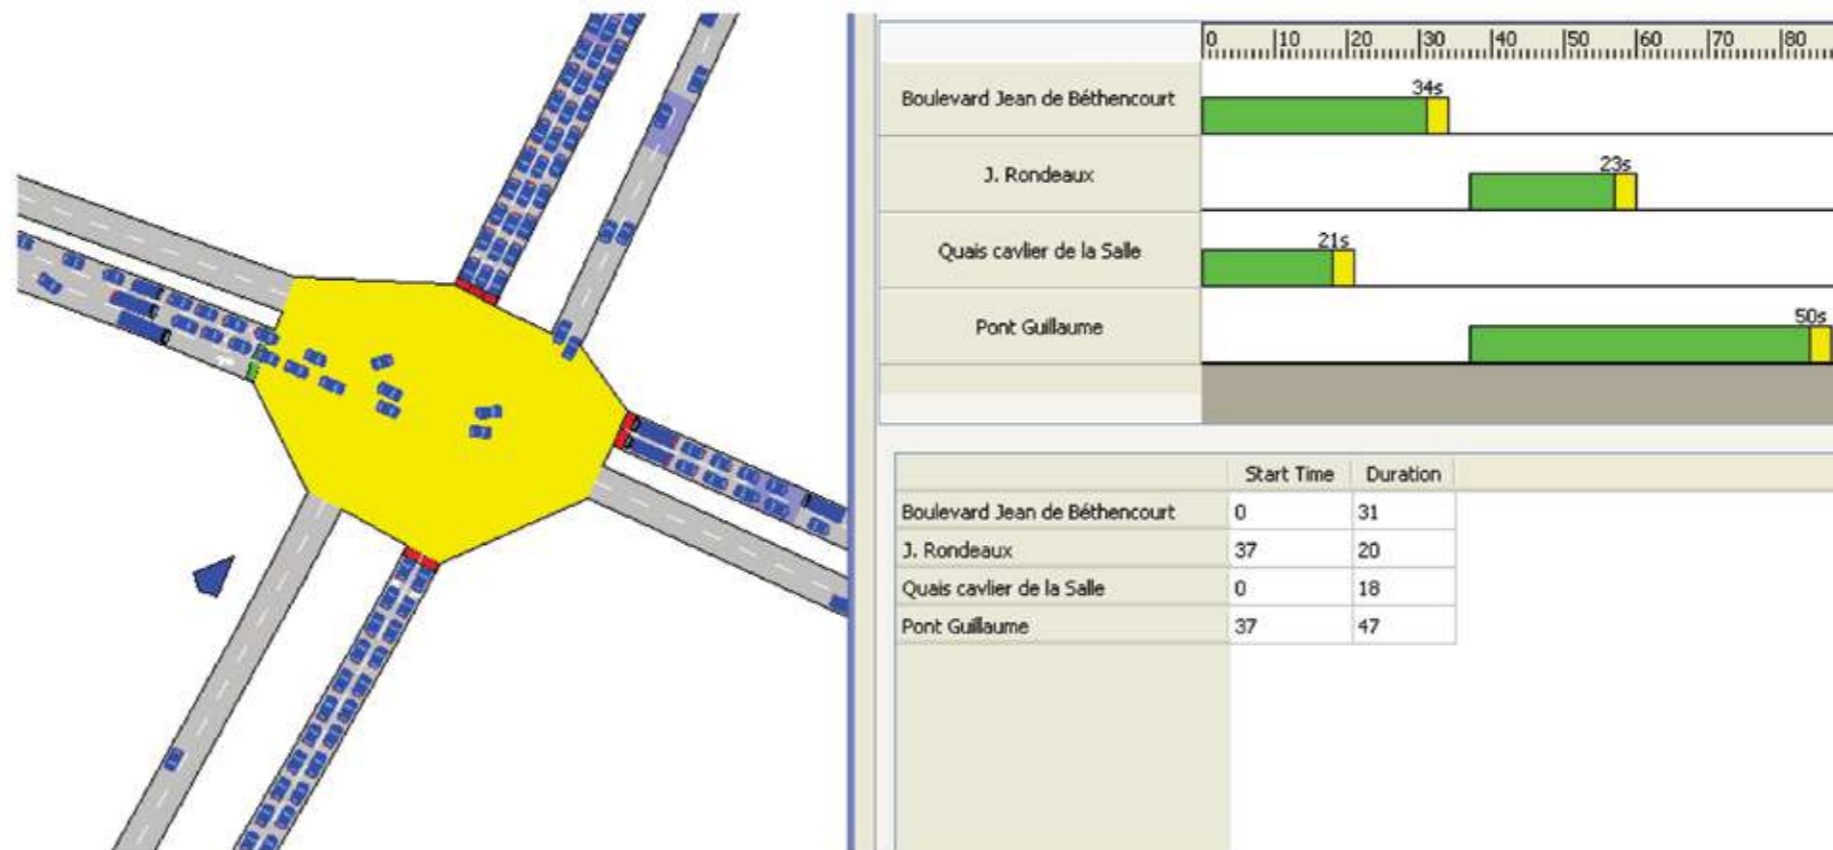 0 10 20 30 40 50 60 70 80
Boulevard Jean de Béthencourt 34s
J. Rondeaux 23s
Quais cavlier de la Salle 21s
Pont Guillaume 50s
Start Time Duration
Boulevard Jean de Béthencourt 0 31
J. Rondeaux 37 20
Quais cavlier de la Salle 0 18
Pont Guillaume 37 47